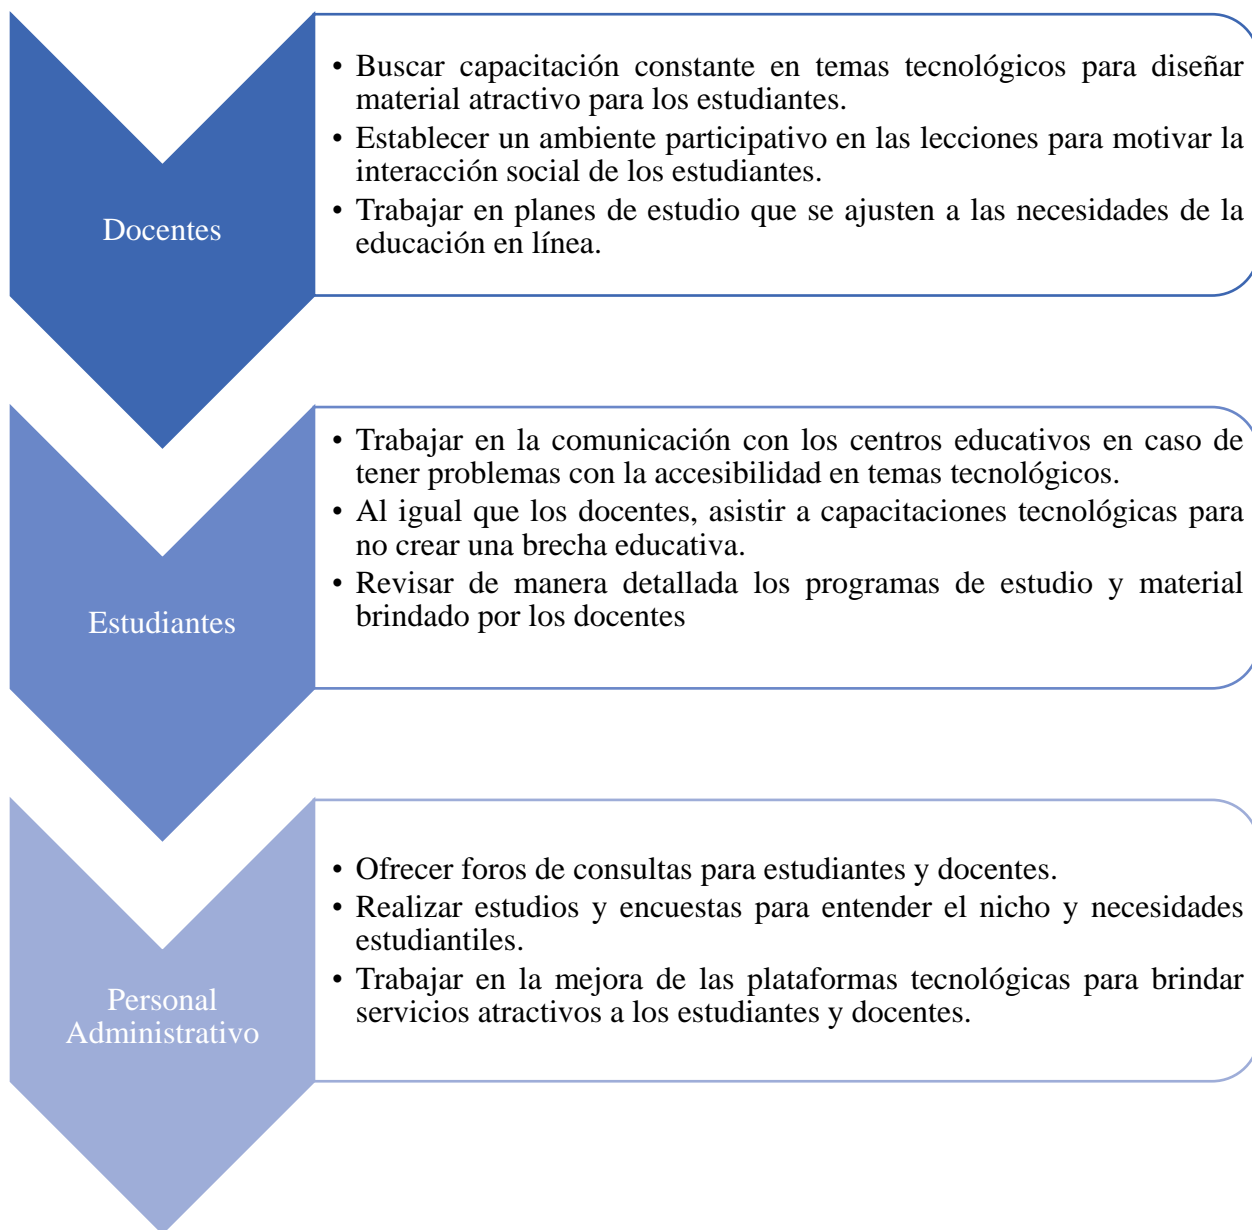 Docentes
• Buscar capacitación constante en temas tecnológicos para diseñar
material atractivo para los estudiantes.
• Establecer un ambiente participativo en las lecciones para motivar la
interacción social de los estudiantes.
• Trabajar en planes de estudio que se ajusten a las necesidades de la
educación en línea.
Estudiantes
• Trabajar en la comunicación con los centros educativos en caso de
tener problemas con la accesibilidad en temas tecnológicos.
• Al igual que los docentes, asistir a capacitaciones tecnológicas para
no crear una brecha educativa.
• Revisar de manera detallada los programas de estudio y material
brindado por los docentes
Personal
Administrativo
• Ofrecer foros de consultas para estudiantes y docentes.
• Realizar estudios y encuestas para entender el nicho y necesidades
estudiantiles.
• Trabajar en la mejora de las plataformas tecnológicas para brindar
servicios atractivos a los estudiantes y docentes.